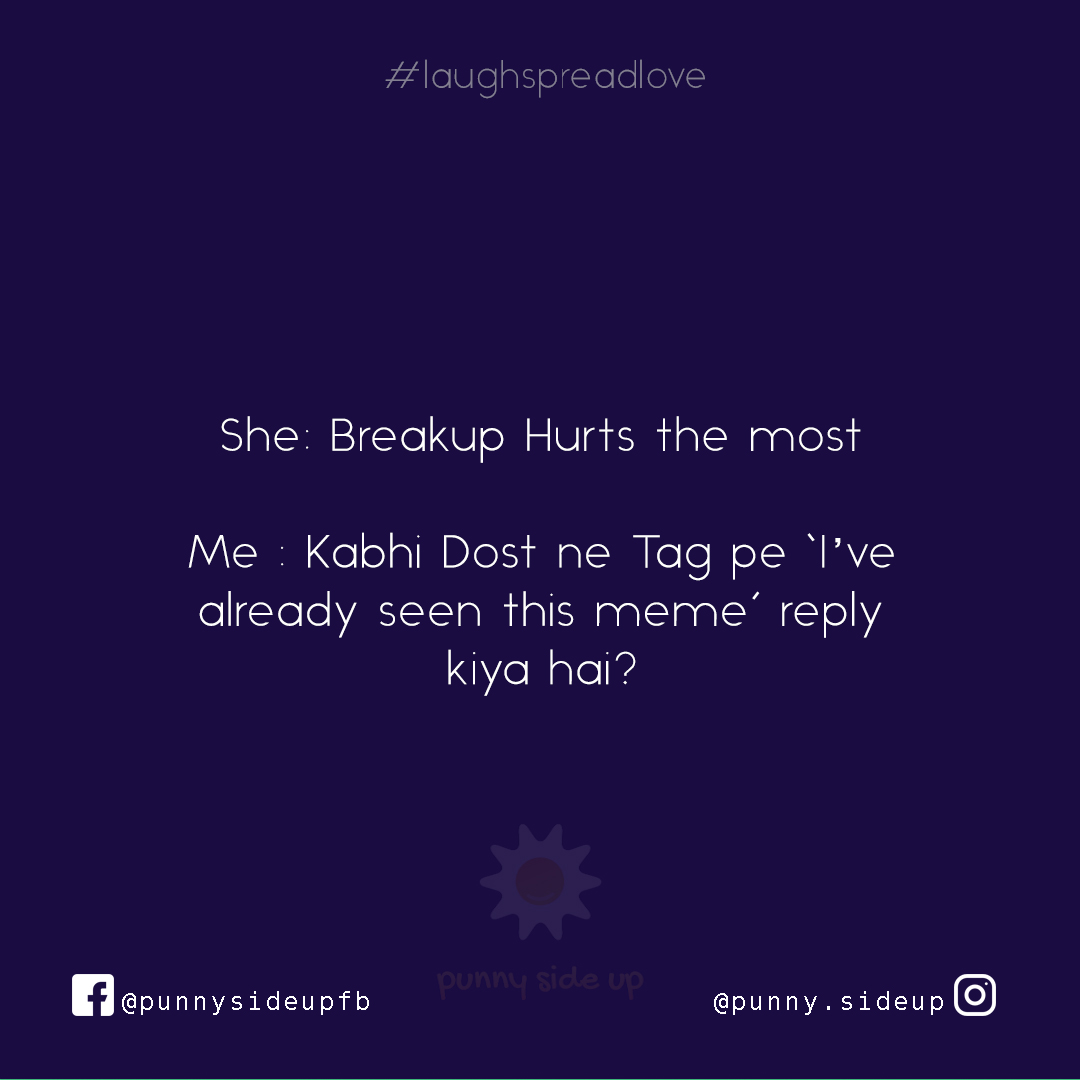 #laughspreadlove
She: Breakup Hurts the most
Me : Kabhi Dost ne Tag pe `I’ve
already seen this meme´ reply
kiya hai?
punny side up
@punnysideupfb
@punny.sideup